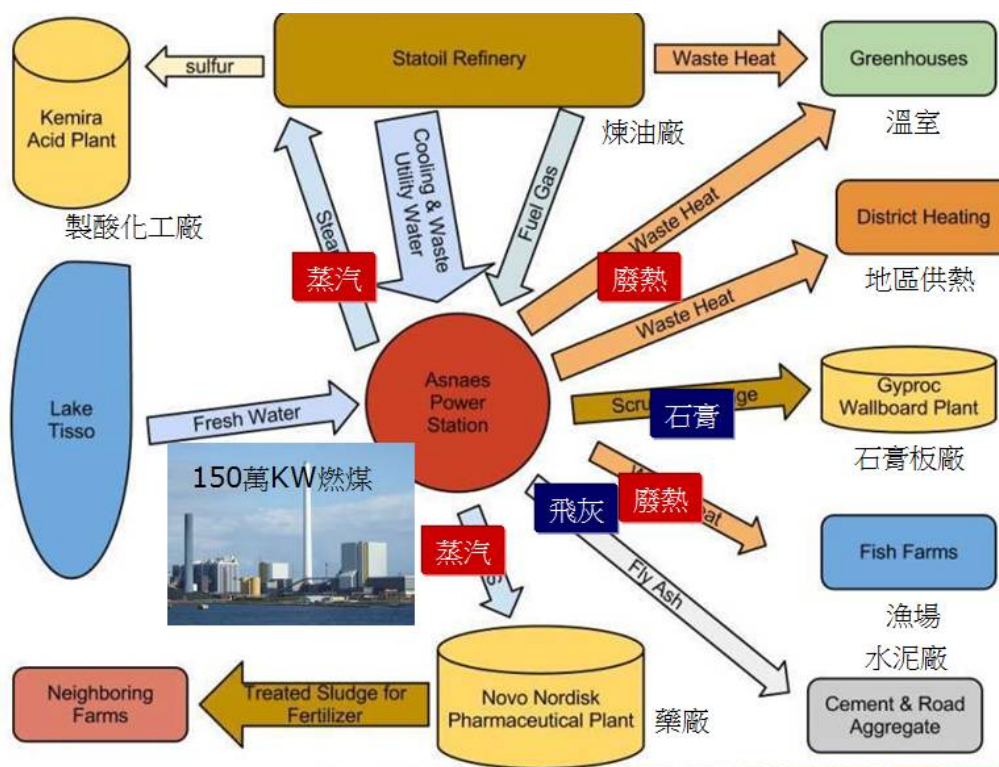 Statoil Refinery
煉油廠
sulfur
Kemira
Acid Plant
製酸化工廠
Waste Heat
Greenhouses
溫室
Cooling & Waste
Utility Water
Fuel Gas
蒸汽
Waste Heat
廢熱
District Heating
地區供熱
Waste Heat
Lake
Tisso
Fresh Water
Asnaes
Power
Station
石膏
Gyproc
Wallboard Plant
石膏板廠
150萬KW燃煤
蒸汽
飛灰
廢熱
Fish Farms
漁場
Fly Ash
水泥廠
Cement & Road
Aggregate
Novo Nordisk
Pharmaceutical Plant
藥廠
Treated Sludge for
Fertilizer
Neighboring
Farms